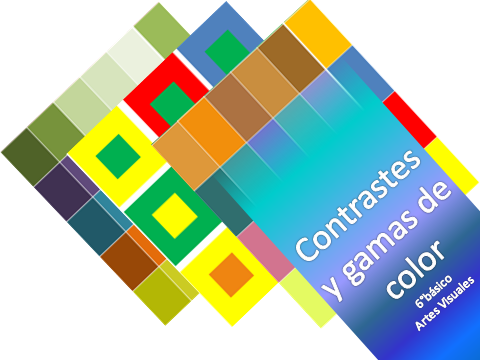 Contrastes
y gamas de
color
6°básico
Artes Visuales